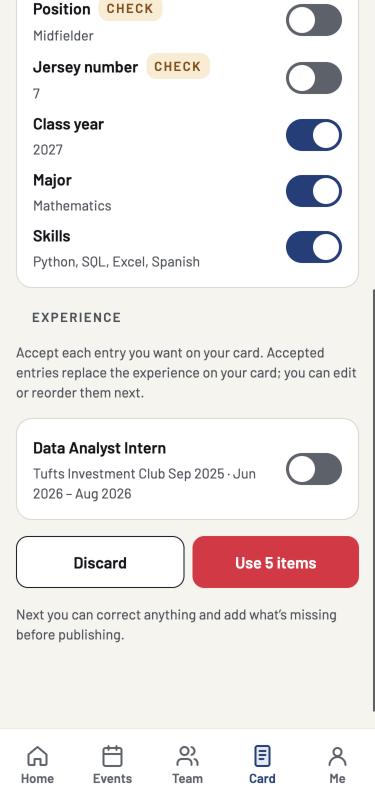 Position CHECK
Midfielder
Jersey number CHECK
7
Class year
2027
Major
Mathematics
Skills
Python, SQL, Excel, Spanish
EXPERIENCE
Accept each entry you want on your card. Accepted
entries replace the experience on your card; you can edit
or reorder them next.
Data Analyst Intern
Tufts Investment Club Sep 2025 · Jun
2026 – Aug 2026
Discard Use 5 items
Next you can correct anything and add what’s missing
before publishing.
Home Events Team Card Me